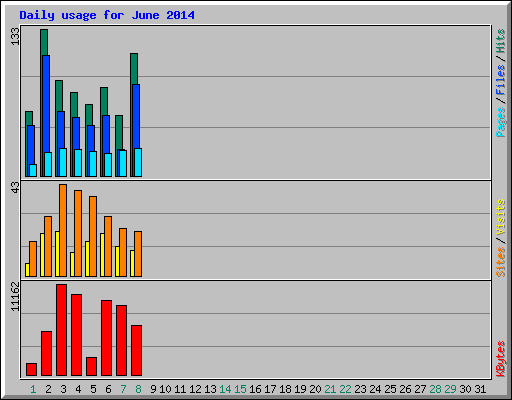 Daily usage for June 2014
133
Pages / Files / Hits
43
Sites / Visits
11162
KBytes
1 2 3 4 5 6 7 8 9 10 11 12 13 14 15 16 17 18 19 20 21 22 23 24 25 26 27 28 29 30 31